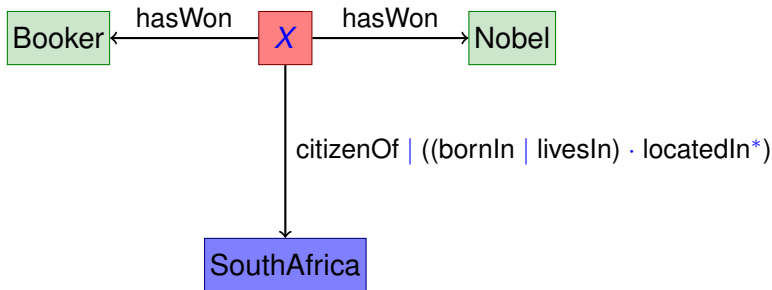 hasWon hasWon
Booker X Nobel
citizenOf | ((bornIn | livesIn) · locatedIn*)
SouthAfrica